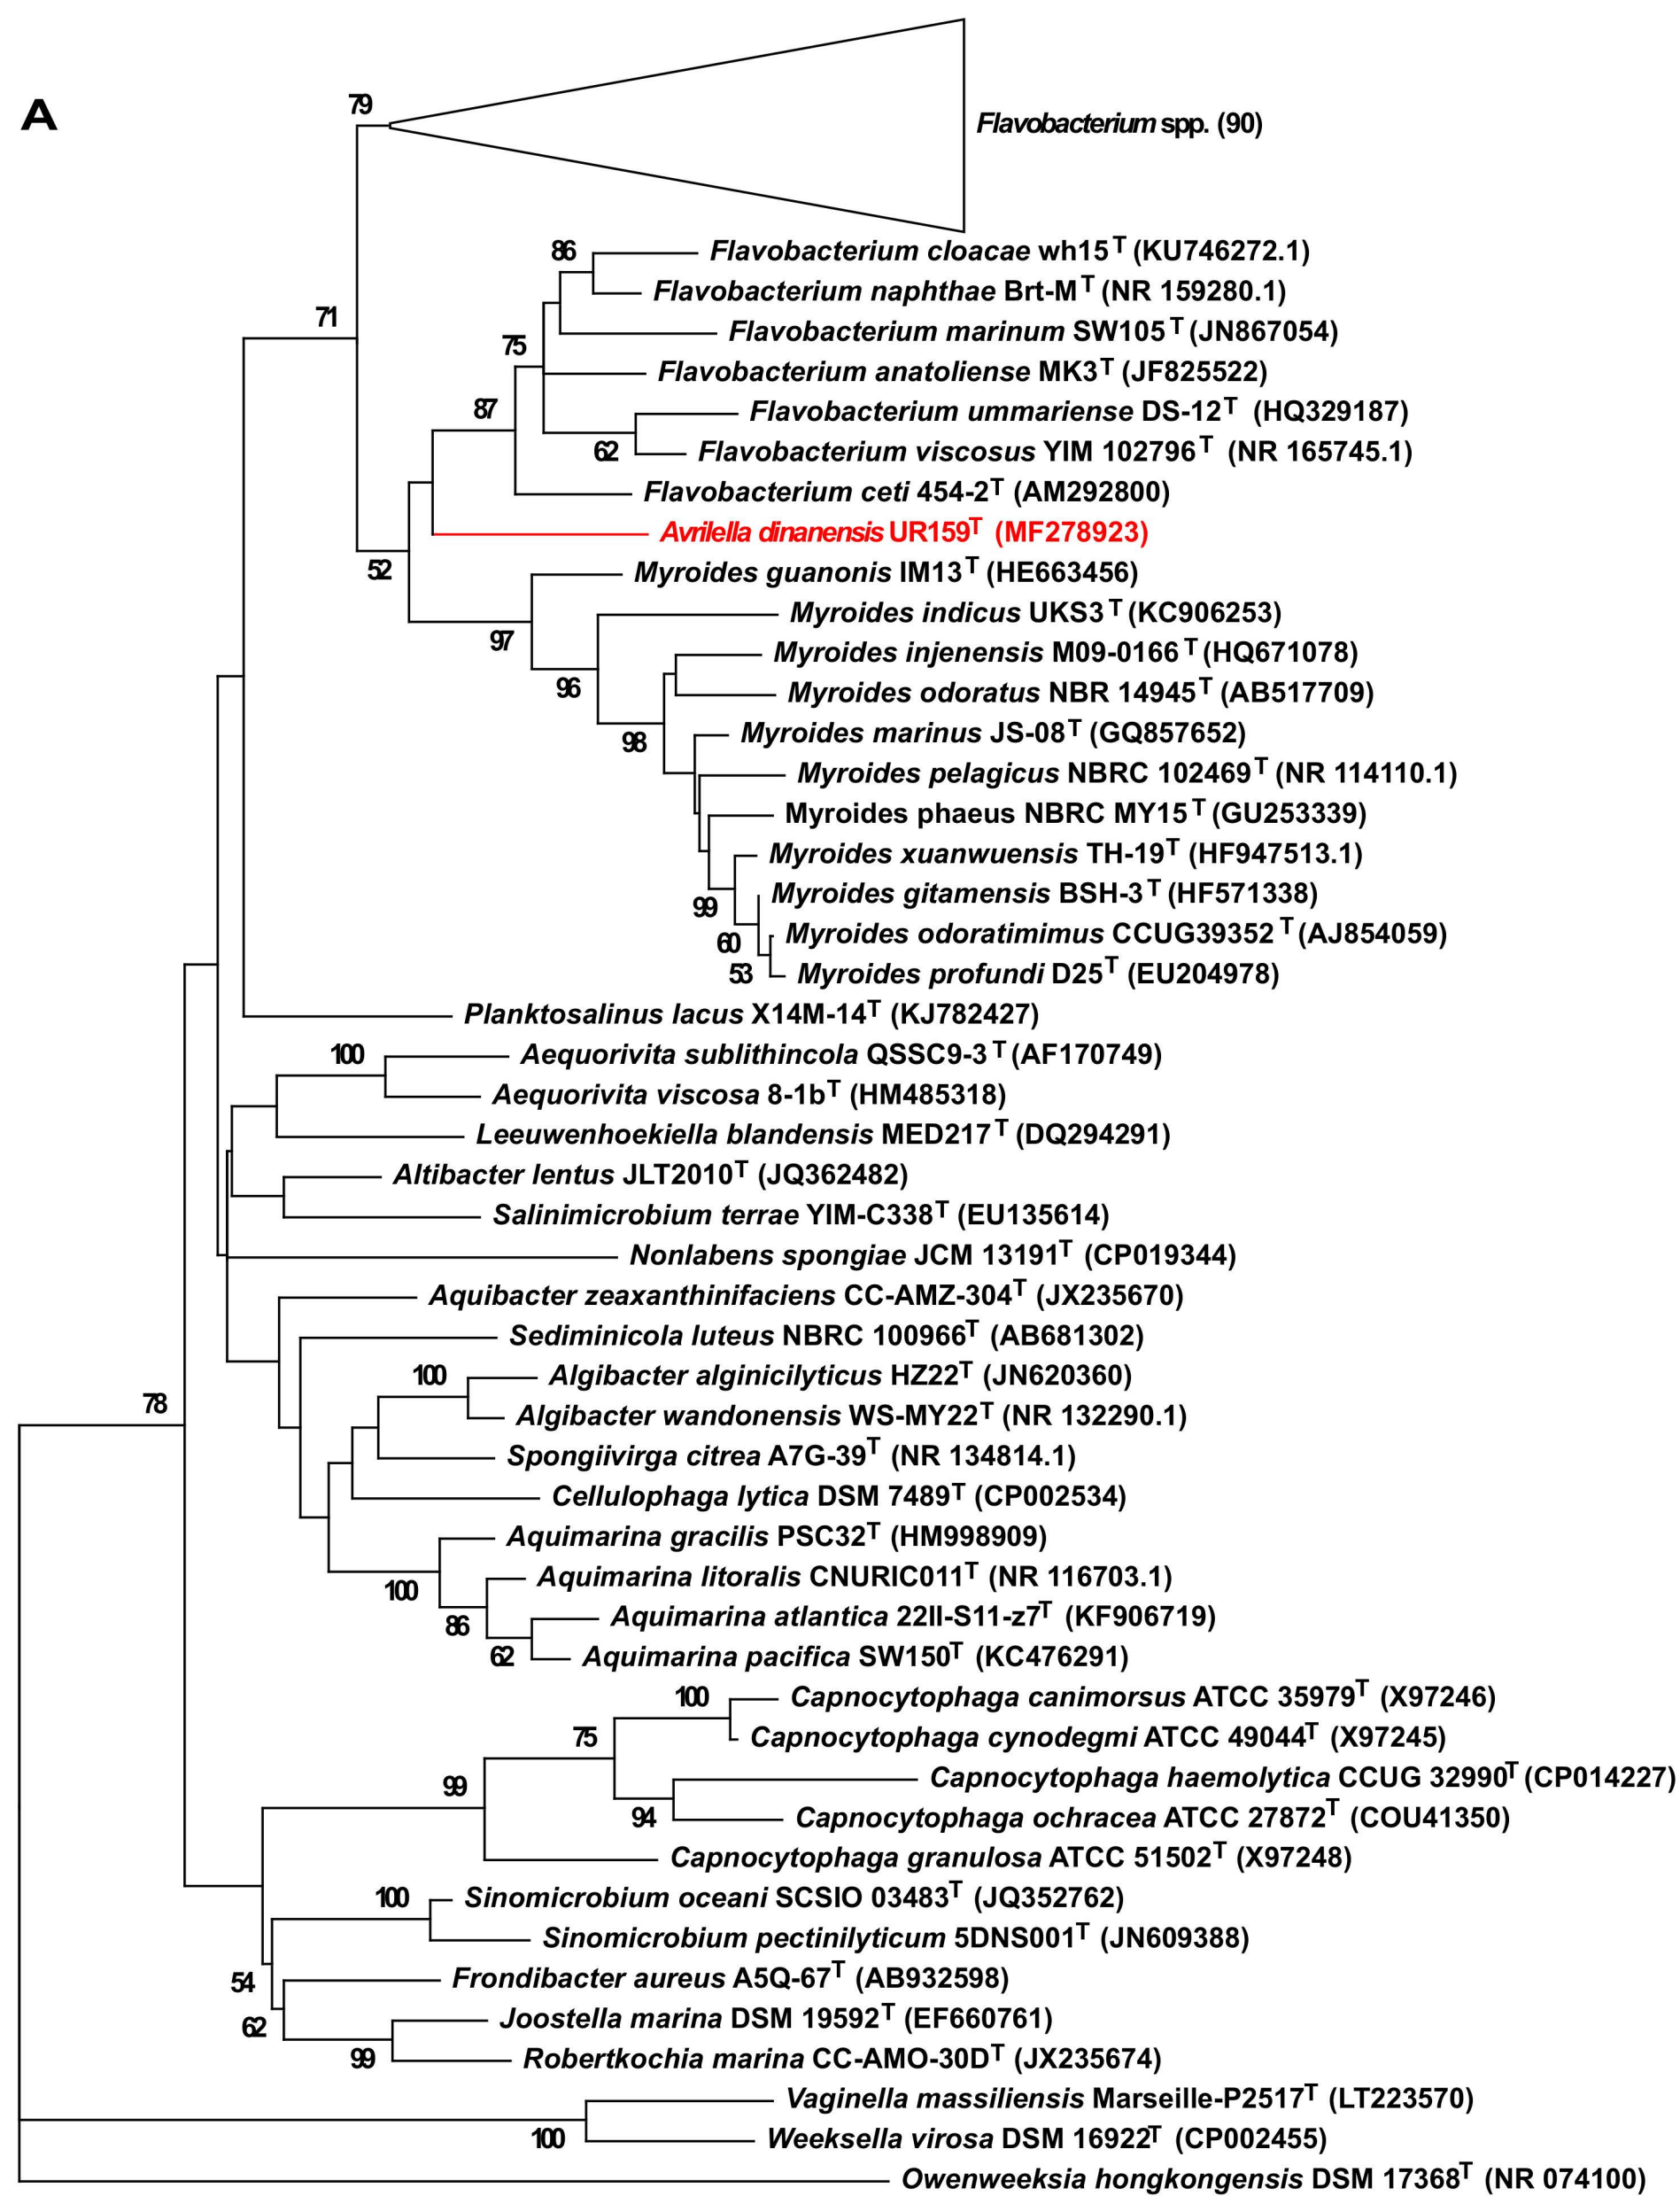 79
A
Flavobacterium spp. (90)
86
Flavobacterium cloacae wh15T (KU746272.1)
Flavobacterium naphthae Brt-MT (NR 159280.1)
71
Flavobacterium marinum SW105T (JN867054)
75
Flavobacterium anatoliense MK3T (JF825522)
87
Flavobacterium ummariense DS-12T (HQ329187)
62
Flavobacterium viscosus YIM 102796T (NR 165745.1)
Flavobacterium ceti 454-2T (AM292800)
Avrilella dinanensis UR159T (MF278923)
52
Myroides guanonis IM13T (HE663456)
Myroides indicus UKS3T (KC906253)
97
Myroides injenensis M09-0166T (HQ671078)
96
Myroides odoratus NBR 14945T (AB517709)
98
Myroides marinus JS-08T (GQ857652)
Myroides pelagicus NBRC 102469T (NR 114110.1)
Myroides phaeus NBRC MY15T (GU253339)
Myroides xuanwuensis TH-19T (HF947513.1)
99
Myroides gitamensis BSH-3T (HF571338)
60
Myroides odoratimimus CCUG39352T (AJ854059)
53
Myroides profundi D25T (EU204978)
Planktosalinus lacus X14M-14T (KJ782427)
100
Aequorivita sublithincola QSSC9-3T (AF170749)
Aequorivita viscosa 8-1bT (HM485318)
Leeuwenhoekiella blandensis MED217T (DQ294291)
Altibacter lentus JLT2010T (JQ362482)
Salinimicrobium terrae YIM-C338T (EU135614)
Nonlabens spongiae JCM 13191T (CP019344)
Aquibacter zeaxanthinifaciens CC-AMZ-304T (JX235670)
Sediminicola luteus NBRC 100966T (AB681302)
100
Algibacter alginicilyticus HZ22T (JN620360)
78
Algibacter wandonensis WS-MY22T (NR 132290.1)
Spongiivirga citrea A7G-39T (NR 134814.1)
Cellulophaga lytica DSM 7489T (CP002534)
Aquimarina gracilis PSC32T (HM998909)
100
Aquimarina litoralis CNURIC011T (NR 116703.1)
86
Aquimarina atlantica 22II-S11-z7T (KF906719)
62
Aquimarina pacifica SW150T (KC476291)
100
Capnocytophaga canimorsus ATCC 35979T (X97246)
75
Capnocytophaga cynodegmi ATCC 49044T (X97245)
99
Capnocytophaga haemolytica CCUG 32990T (CP014227)
94
Capnocytophaga ochracea ATCC 27872T (COU41350)
Capnocytophaga granulosa ATCC 51502T (X97248)
100
Sinomicrobium oceani SCSIO 03483T (JQ352762)
Sinomicrobium pectinilyticum 5DNS001T (JN609388)
54
Frondibacter aureus A5Q-67T (AB932598)
62
Joostella marina DSM 19592T (EF660761)
99
Robertkochia marina CC-AMO-30DT (JX235674)
Vaginella massiliensis Marseille-P2517T (LT223570)
100
Weeksella virosa DSM 16922T (CP002455)
Owenweeksia hongkongensis DSM 17368T (NR 074100)